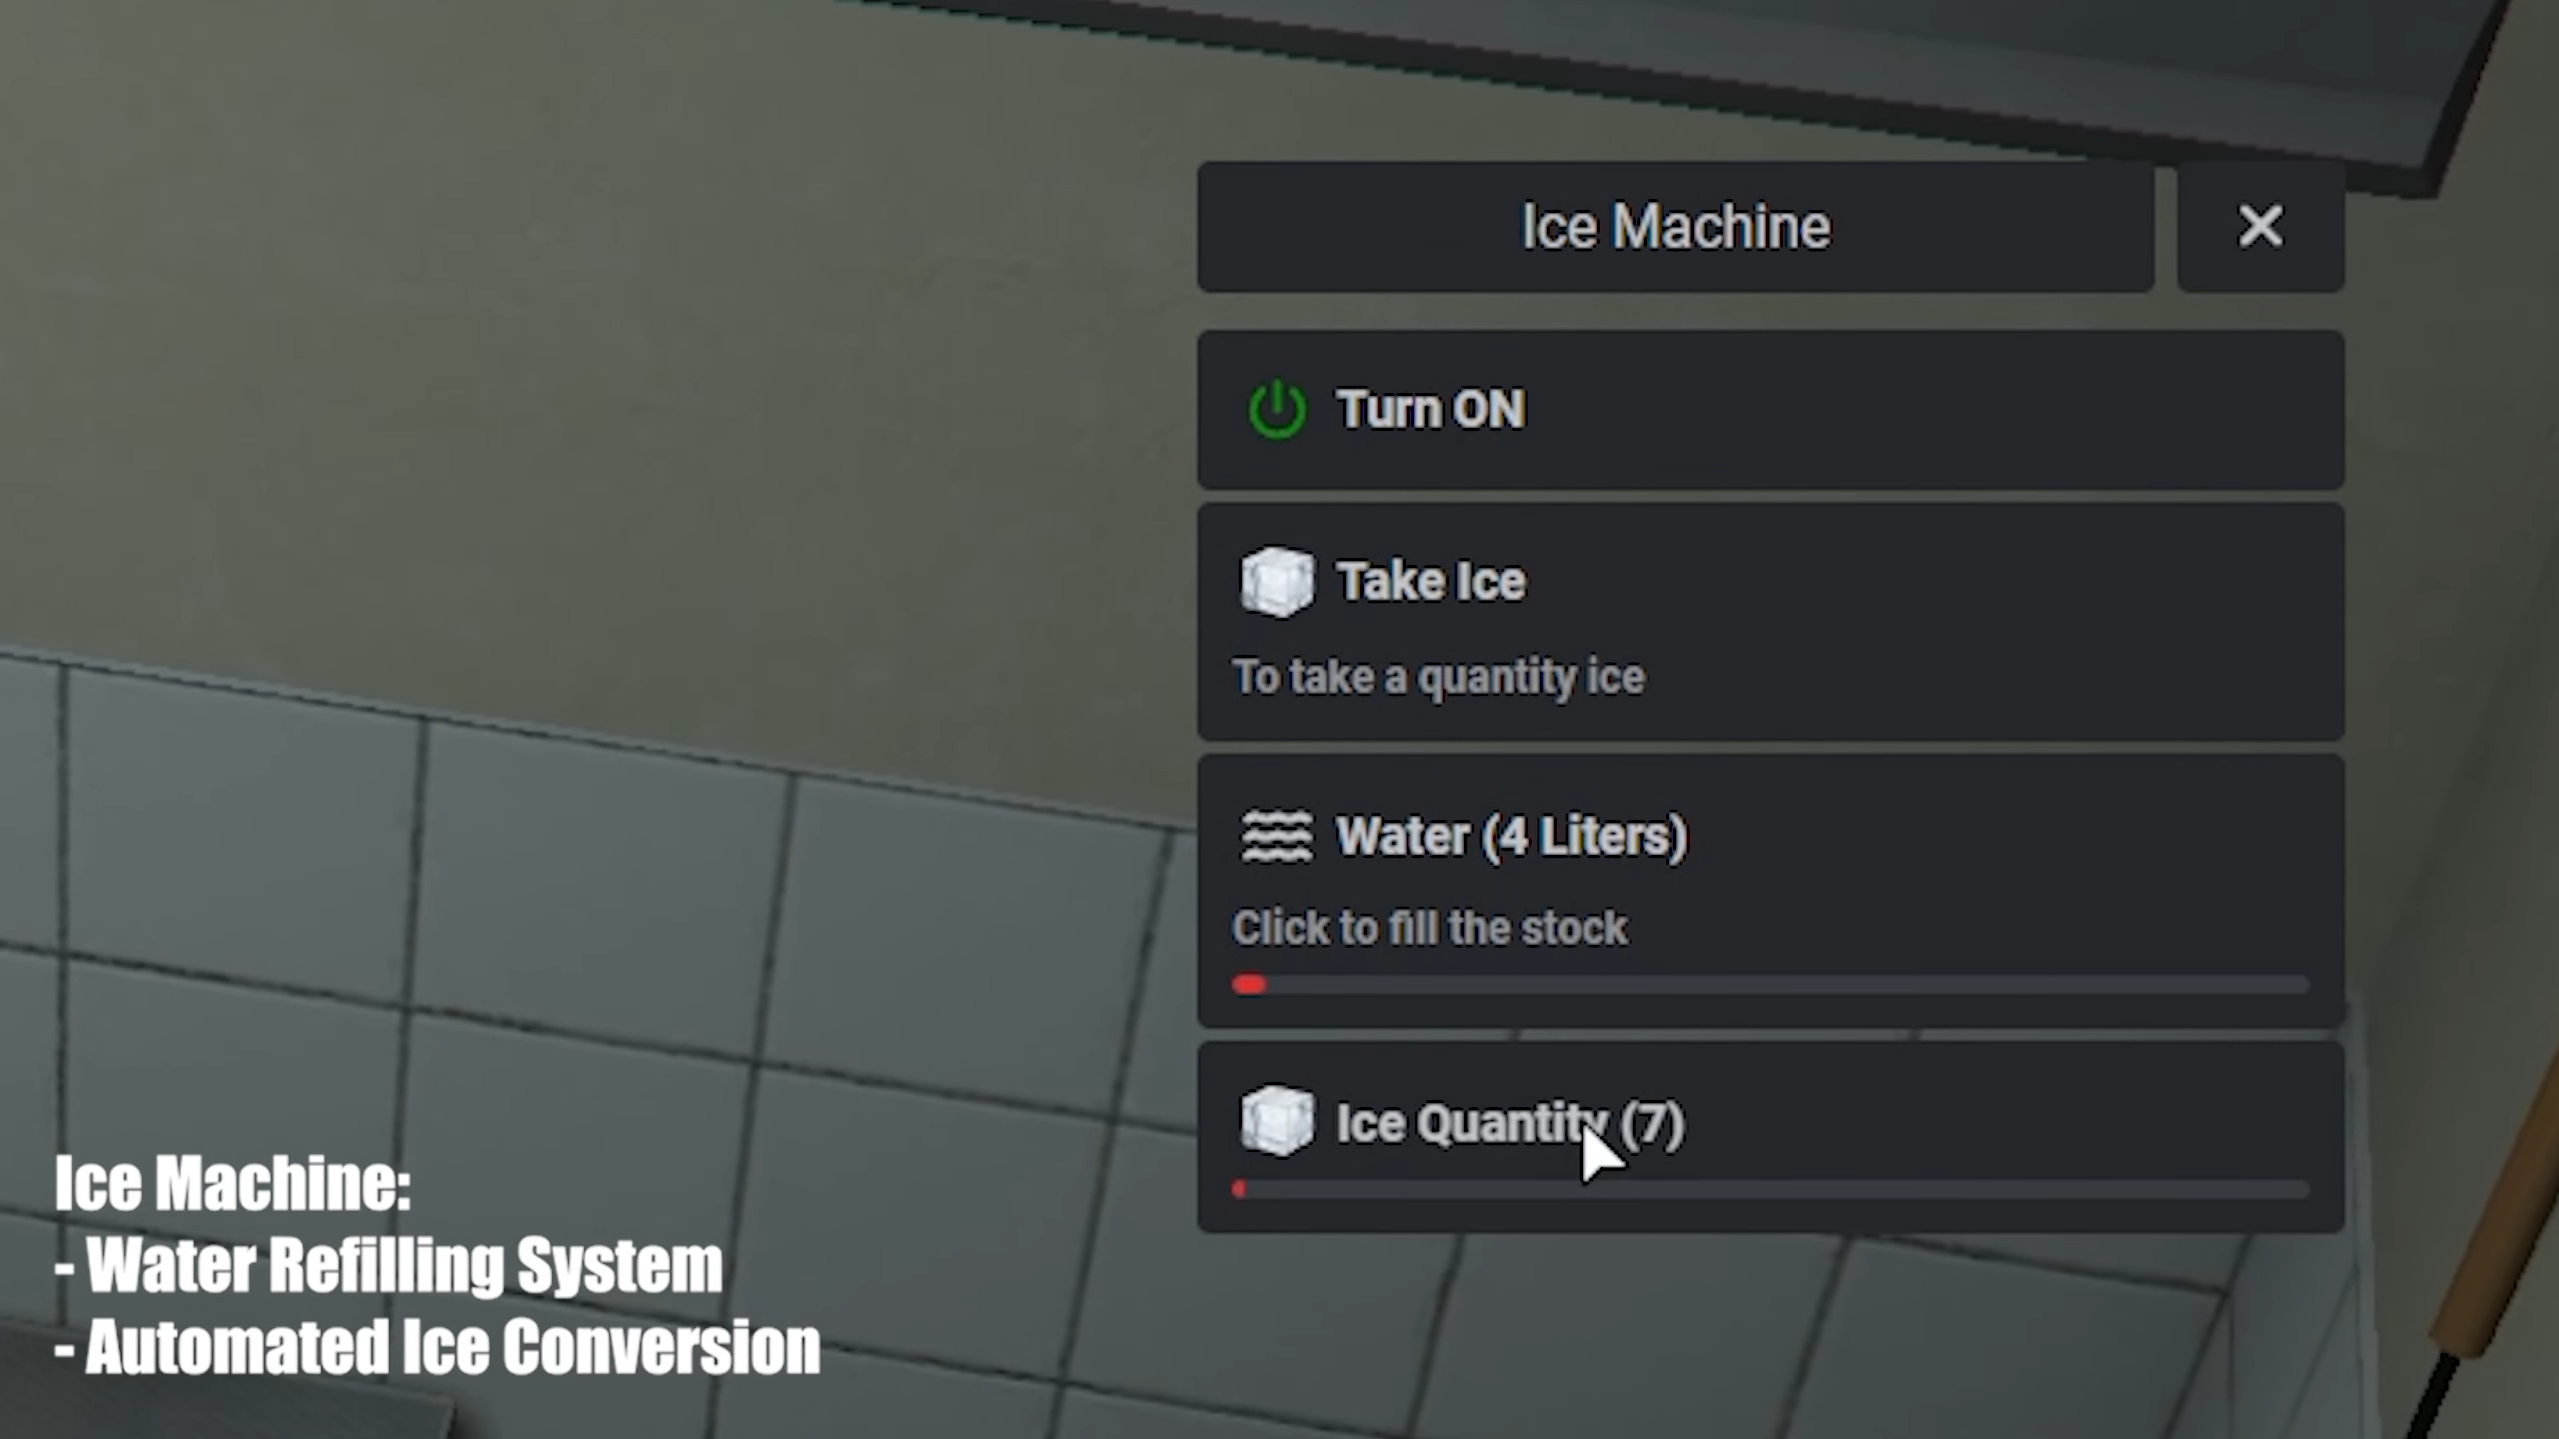 Ice Machine
Turn ON
Take Ice
To take a quantity ice
Water (4 Liters)
Click to fill the stock
Ice Quantity (7)
Ice Machine:
- Water Refilling System
- Automated Ice Conversion